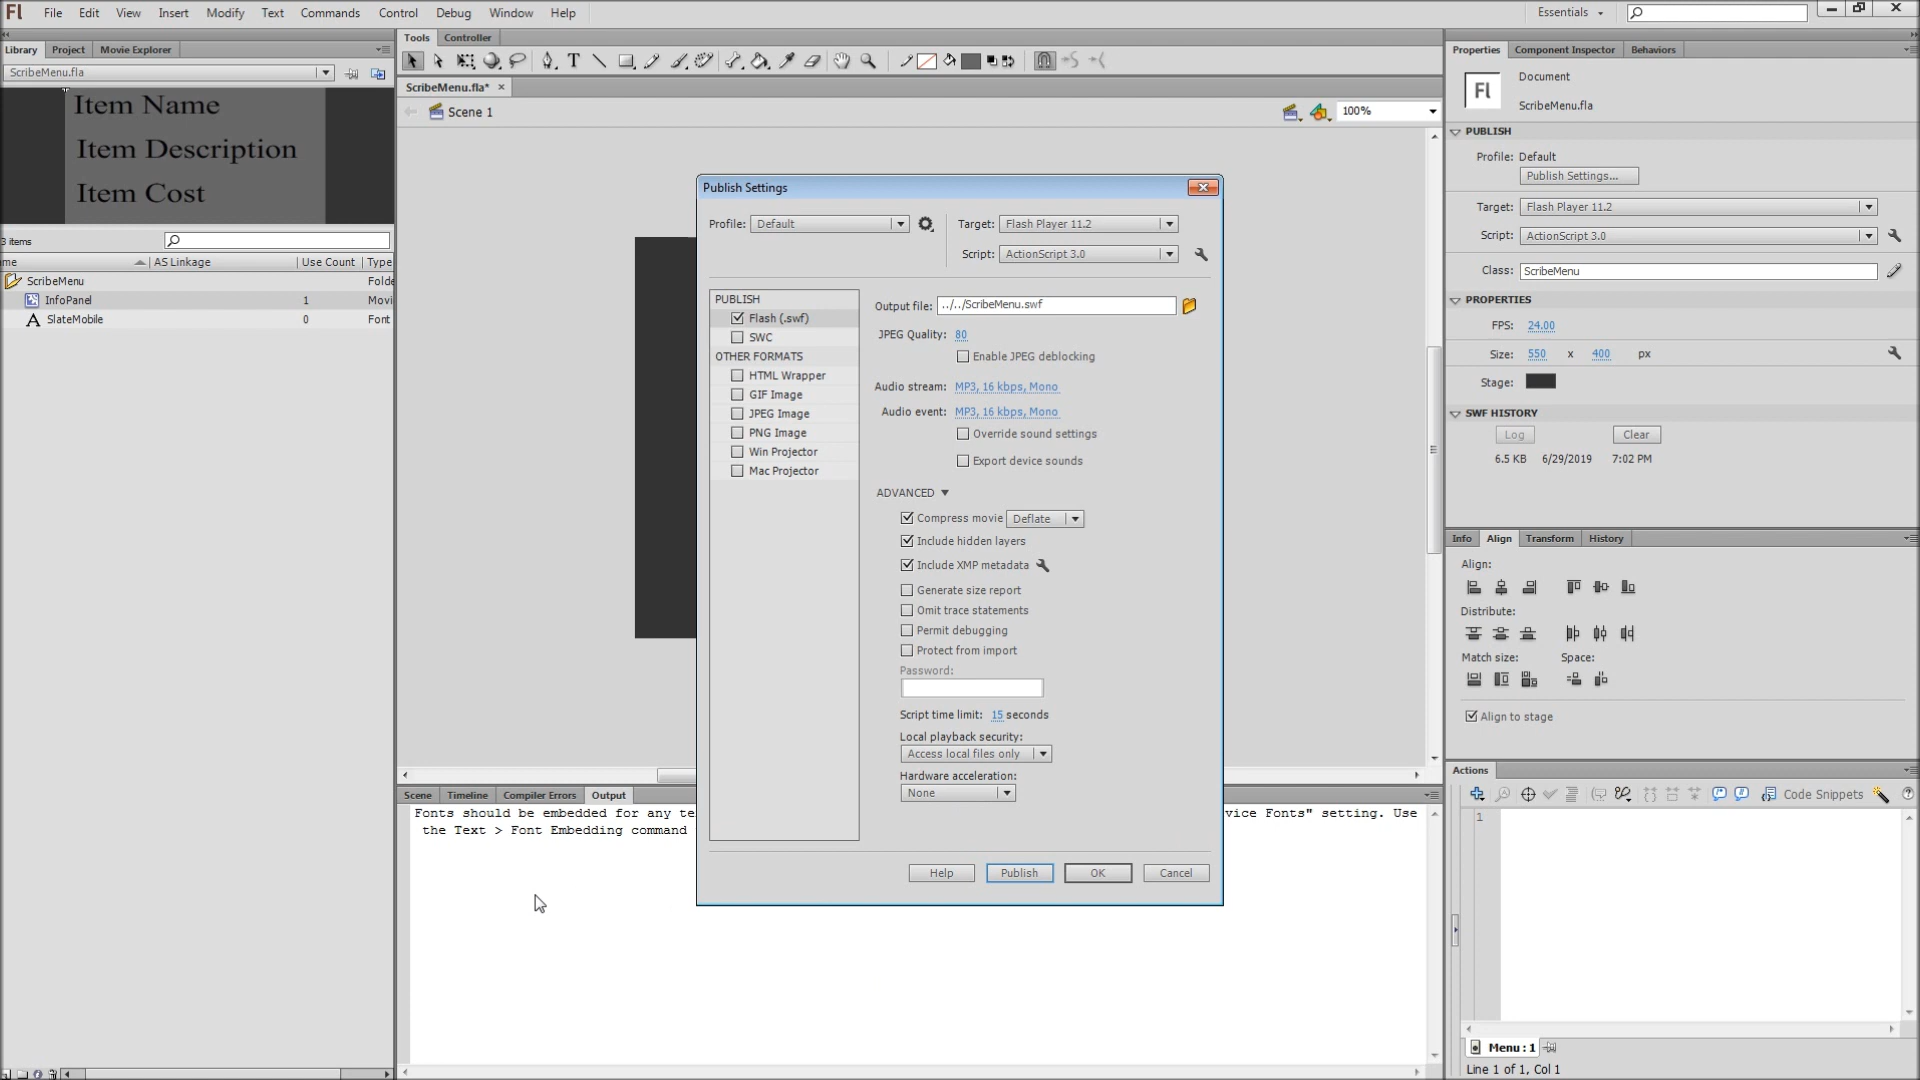 Fl File Edit View Insert Modify Text Commands Control Debug Window Help Essentials
Library Project Movie Explorer
ScribeMenu.fla
Item Name
Item Description
Item Cost
3 items
me AS Linkage Use Count Type
ScribeMenu Folde
InfoPanel 1 Movi
SlateMobile 0 Font
Tools Controller
ScribeMenu.fla*
Scene 1 100%
Publish Settings
Profile: Default Target: Flash Player 11.2
Script: ActionScript 3.0
PUBLISH
Flash (.swf)
SWC
OTHER FORMATS
HTML Wrapper
GIF Image
JPEG Image
PNG Image
Win Projector
Mac Projector
Output file: ../../ScribeMenu.swf
JPEG Quality: 80
Enable JPEG deblocking
Audio stream: MP3, 16 kbps, Mono
Audio event: MP3, 16 kbps, Mono
Override sound settings
Export device sounds
ADVANCED
Compress movie Deflate
Include hidden layers
Include XMP metadata
Generate size report
Omit trace statements
Permit debugging
Protect from import
Password:
Script time limit: 15 seconds
Local playback security:
Access local files only
Hardware acceleration:
None
Help Publish OK Cancel
Scene Timeline Compiler Errors Output
Fonts should be embedded for any te vice Fonts" setting. Use
the Text > Font Embedding command
Properties Component Inspector Behaviors
Fl Document
ScribeMenu.fla
PUBLISH
Profile: Default
Publish Settings...
Target: Flash Player 11.2
Script: ActionScript 3.0
Class: ScribeMenu
PROPERTIES
FPS: 24.00
Size: 550 x 400 px
Stage:
SWF HISTORY
Log Clear
6.5 KB 6/29/2019 7:02 PM
Info Align Transform History
Align:
Distribute:
Match size: Space:
Align to stage
Actions
Code Snippets
1
Menu : 1
Line 1 of 1, Col 1